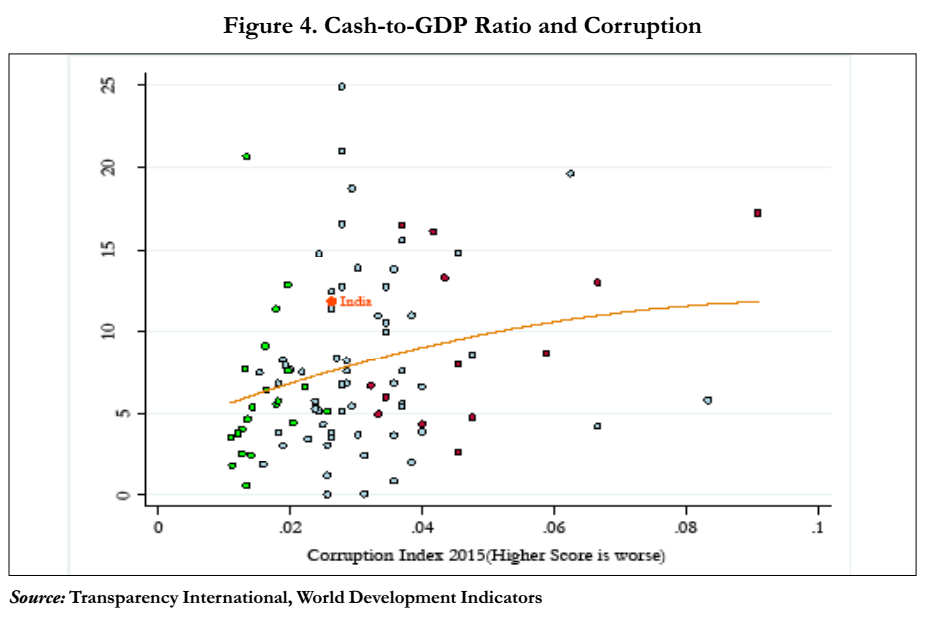 Figure 4. Cash-to-GDP Ratio and Corruption
25
20
15
10
5
0
India
0 .02 .04 .06 .08 .1
Corruption Index 2015(Higher Score is worse)
Source: Transparency International, World Development Indicators